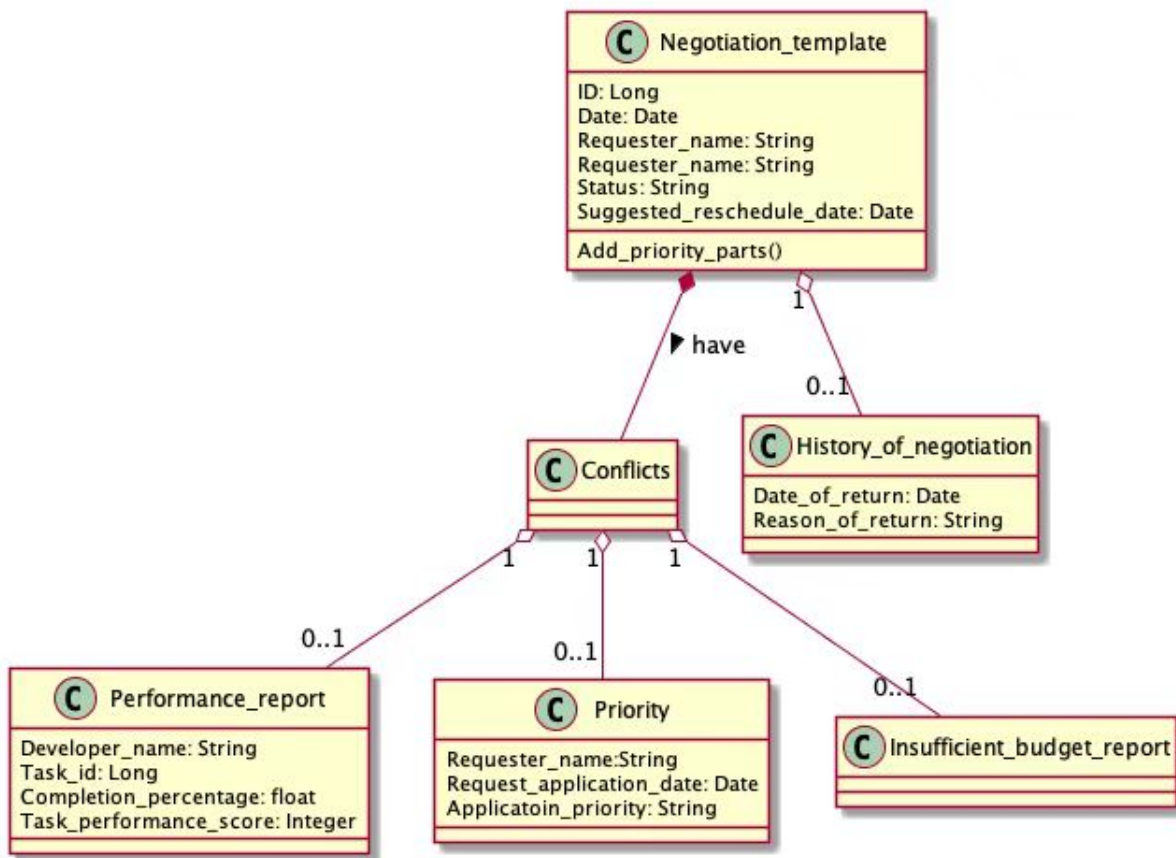 C Negotiation_template
ID: Long
Date: Date
Requester_name: String
Requester_name: String
Status: String
Suggested_reschedule_date: Date
Add_priority_parts()
1
have
0..1
C Conflicts
C History_of_negotiation
Date_of_return: Date
Reason_of_return: String
1
1
1
0..1
0..1
0..1
C Performance_report
Developer_name: String
Task_id: Long
Completion_percentage: float
Task_performance_score: Integer
C Priority
Requester_name:String
Request_application_date: Date
Applicatoin_priority: String
C Insufficient_budget_report